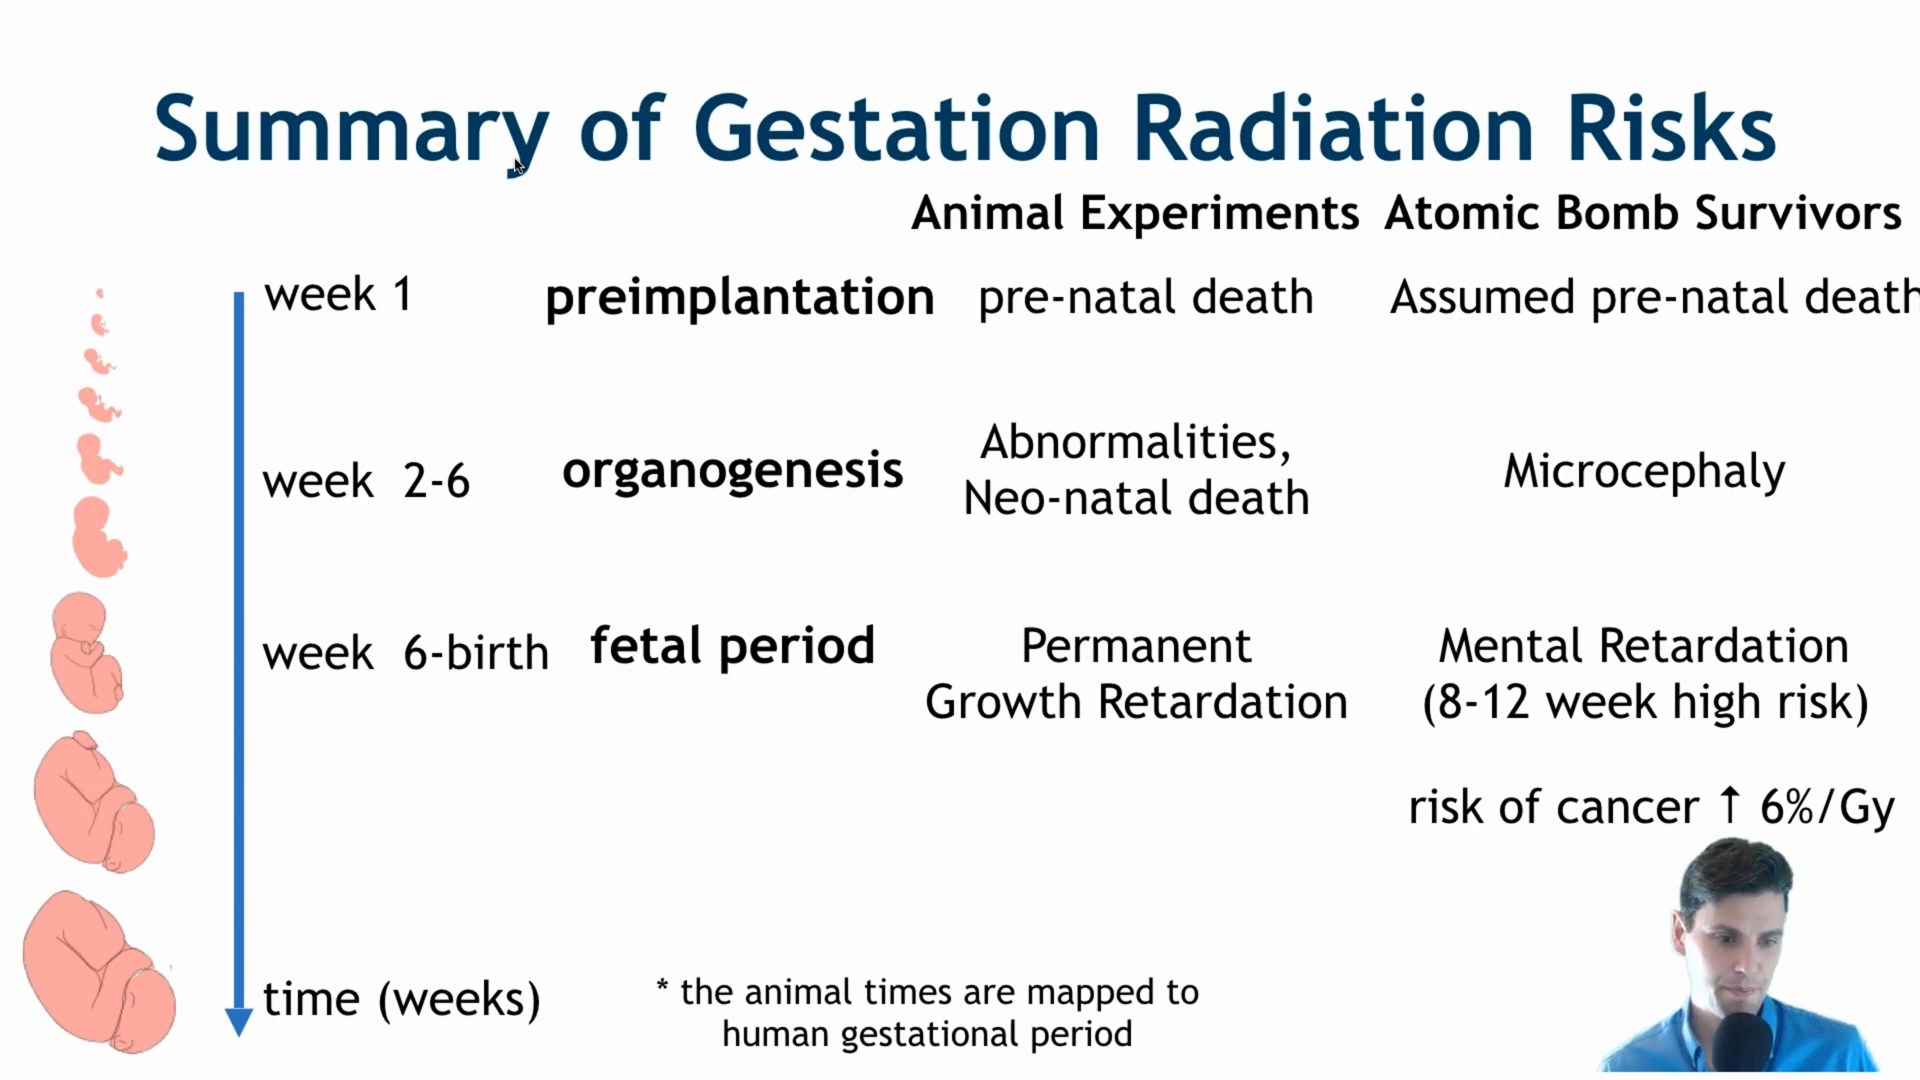 Summary of Gestation Radiation Risks
Animal Experiments Atomic Bomb Survivors
week 1 preimplantation pre-natal death Assumed pre-natal death
week 2-6 organogenesis Abnormalities,
Neo-natal death Microcephaly
week 6-birth fetal period Permanent
Growth Retardation Mental Retardation
(8-12 week high risk)
risk of cancer ↑ 6%/Gy
time (weeks) * the animal times are mapped to
human gestational period